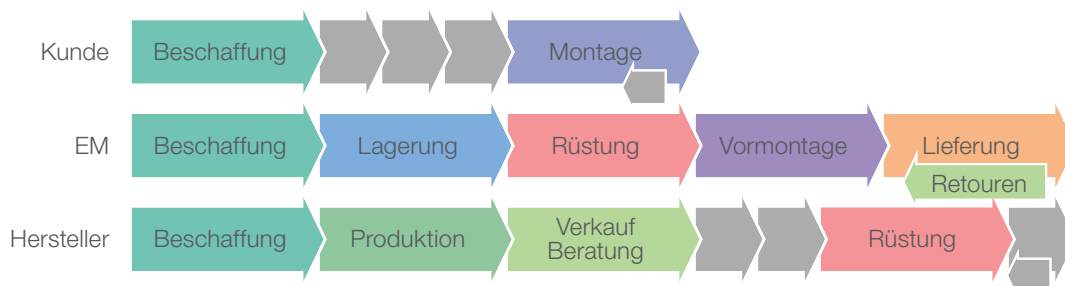 Kunde Beschaffung Montage
EM Beschaffung Lagerung Rüstung Vormontage Lieferung
Retouren
Hersteller Beschaffung Produktion Verkauf
Beratung Rüstung